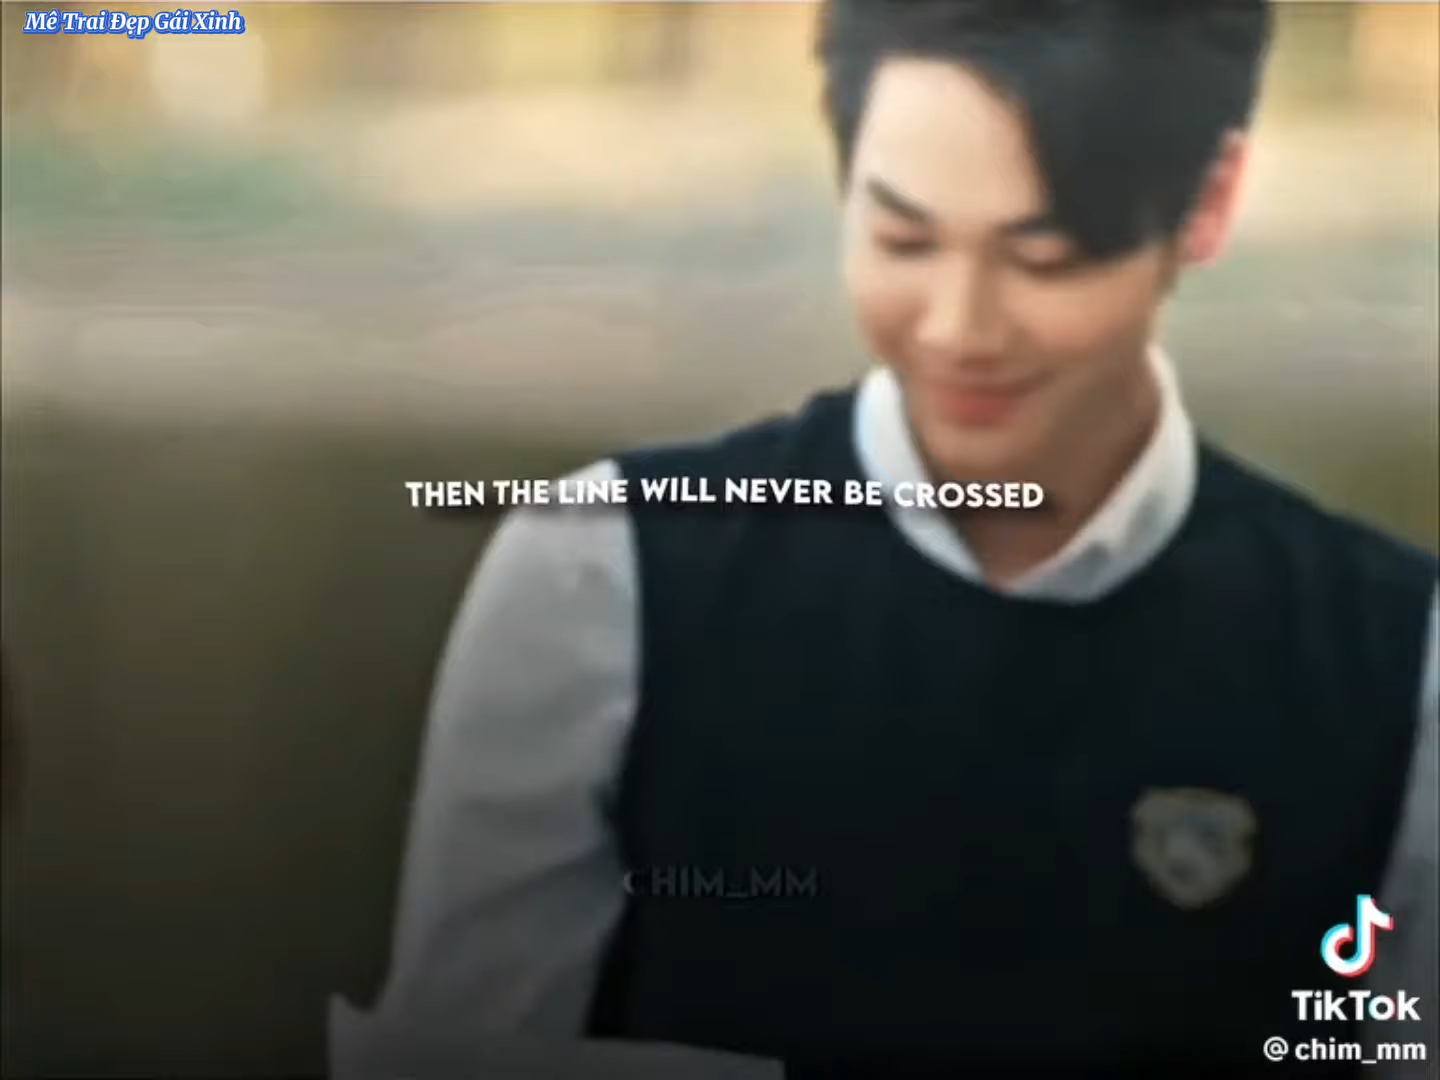 Mê Trai Đẹp Gái Xinh
THEN THE LINE WILL NEVER BE CROSSED
CHIM_MM
TikTok
@chim_mm